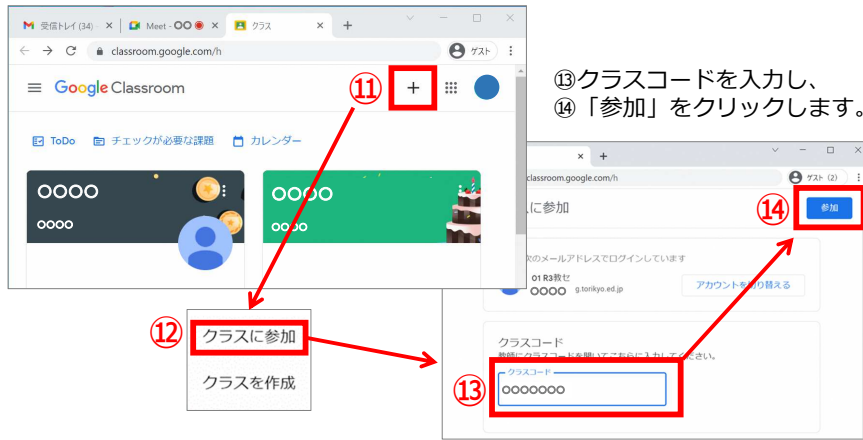 受信トレイ (34) -
Meet - 〇〇
クラス
classroom.google.com/h
ゲスト
Google Classroom
⑪
ToDo
チェックが必要な課題
カレンダー
〇〇〇〇
〇〇〇〇
〇〇〇〇
〇〇〇〇
⑫
クラスに参加
クラスを作成
⑬クラスコードを入力し、
⑭「参加」をクリックします。
classroom.google.com/h
ゲスト (2)
に参加
⑭
参加
次のメールアドレスでログインしています
01 R3教セ
〇〇〇〇 g.torikyo.ed.jp
アカウントを切り替える
クラスコード
教師にクラスコードを聞いてこちらに入力してください。
⑬
クラスコード
〇〇〇〇〇〇〇